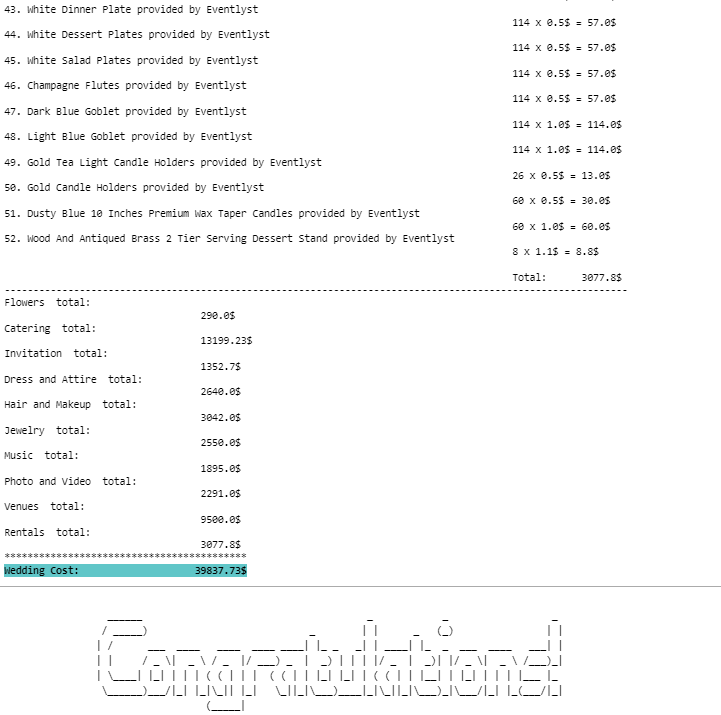 43. White Dinner Plate provided by Eventlyst
114 x 0.5$ = 57.0$
44. White Dessert Plates provided by Eventlyst
114 x 0.5$ = 57.0$
45. White Salad Plates provided by Eventlyst
114 x 0.5$ = 57.0$
46. Champagne Flutes provided by Eventlyst
114 x 0.5$ = 57.0$
47. Dark Blue Goblet provided by Eventlyst
114 x 1.0$ = 114.0$
48. Light Blue Goblet provided by Eventlyst
114 x 1.0$ = 114.0$
49. Gold Tea Light Candle Holders provided by Eventlyst
26 x 0.5$ = 13.0$
50. Gold Candle Holders provided by Eventlyst
60 x 0.5$ = 30.0$
51. Dusty Blue 10 Inches Premium Wax Taper Candles provided by Eventlyst
60 x 1.0$ = 60.0$
52. Wood And Antiqued Brass 2 Tier Serving Dessert Stand provided by Eventlyst
8 x 1.1$ = 8.8$
Total: 3077.8$
Flowers total:
290.0$
Catering total:
13199.23$
Invitation total:
1352.7$
Dress and Attire total:
2640.0$
Hair and Makeup total:
3042.0$
Jewelry total:
2550.0$
Music total:
1895.0$
Photo and Video total:
2291.0$
Venues total:
9500.0$
Rentals total:
3077.8$
******************************************
Wedding Cost: 39837.73$
Congratulations!